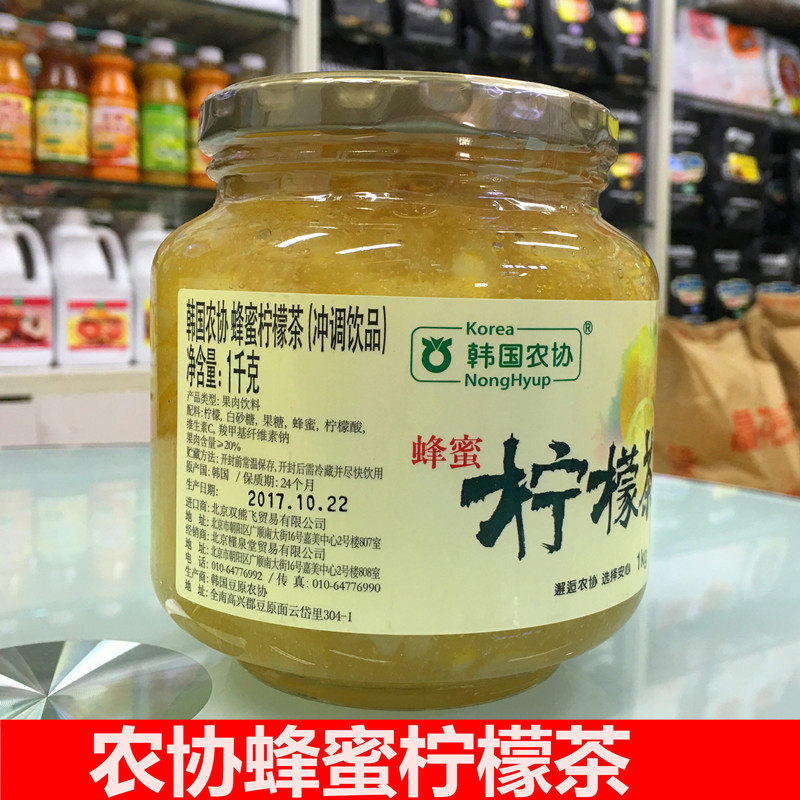 韩国农协 蜂蜜柠檬茶 (冲调饮品)
净含量: 1千克
产品类型: 果肉饮料
配料: 柠檬, 白砂糖, 果糖, 蜂蜜, 柠檬酸,
维生素C, 羧甲基纤维素钠
果肉含量≥20%
贮藏方法: 开封前常温保存, 开封后需冷藏并尽快饮用
原产国: 韩国 / 保质期: 24个月
生产日期:
2017.10.22
进口商: 北京双熊飞贸易有限公司
地 址: 北京市朝阳区广顺南大街16号嘉美中心2号楼807室
经销商: 北京槿泉堂贸易有限公司
地 址: 北京市朝阳区广顺南大街16号嘉美中心2号楼808室
电 话: 010-64776992 / 传 真: 010-64776990
生产商: 韩国豆原农协
地 址: 全南高兴郡豆原面云岱里304-1
Korea
韩国农协®
NongHyup
蜂蜜
柠檬茶
邂逅农协 选择安心 1kg
农协蜂蜜柠檬茶